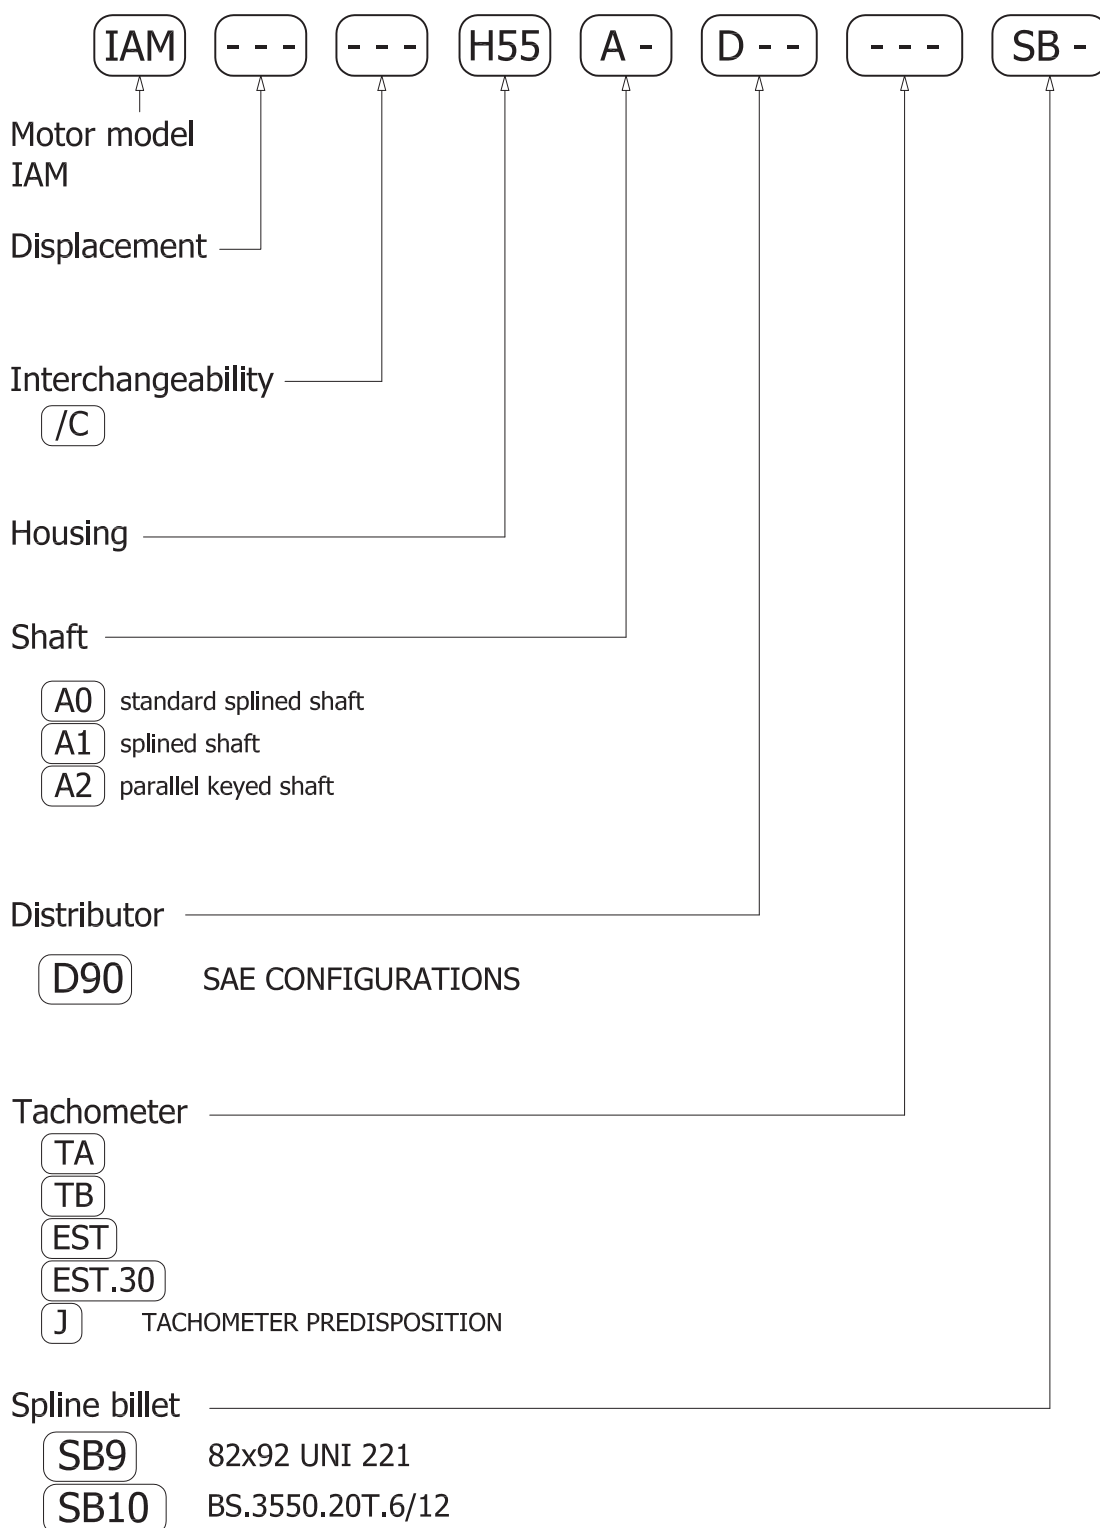 IAM - - - - - - H55 A - D - - - - - SB -
Motor model
IAM
Displacement
Interchangeability
/C
Housing
Shaft
A0 standard splined shaft
A1 splined shaft
A2 parallel keyed shaft
Distributor
D90 SAE CONFIGURATIONS
Tachometer
TA
TB
EST
EST.30
J TACHOMETER PREDISPOSITION
Spline billet
SB9 82x92 UNI 221
SB10 BS.3550.20T.6/12